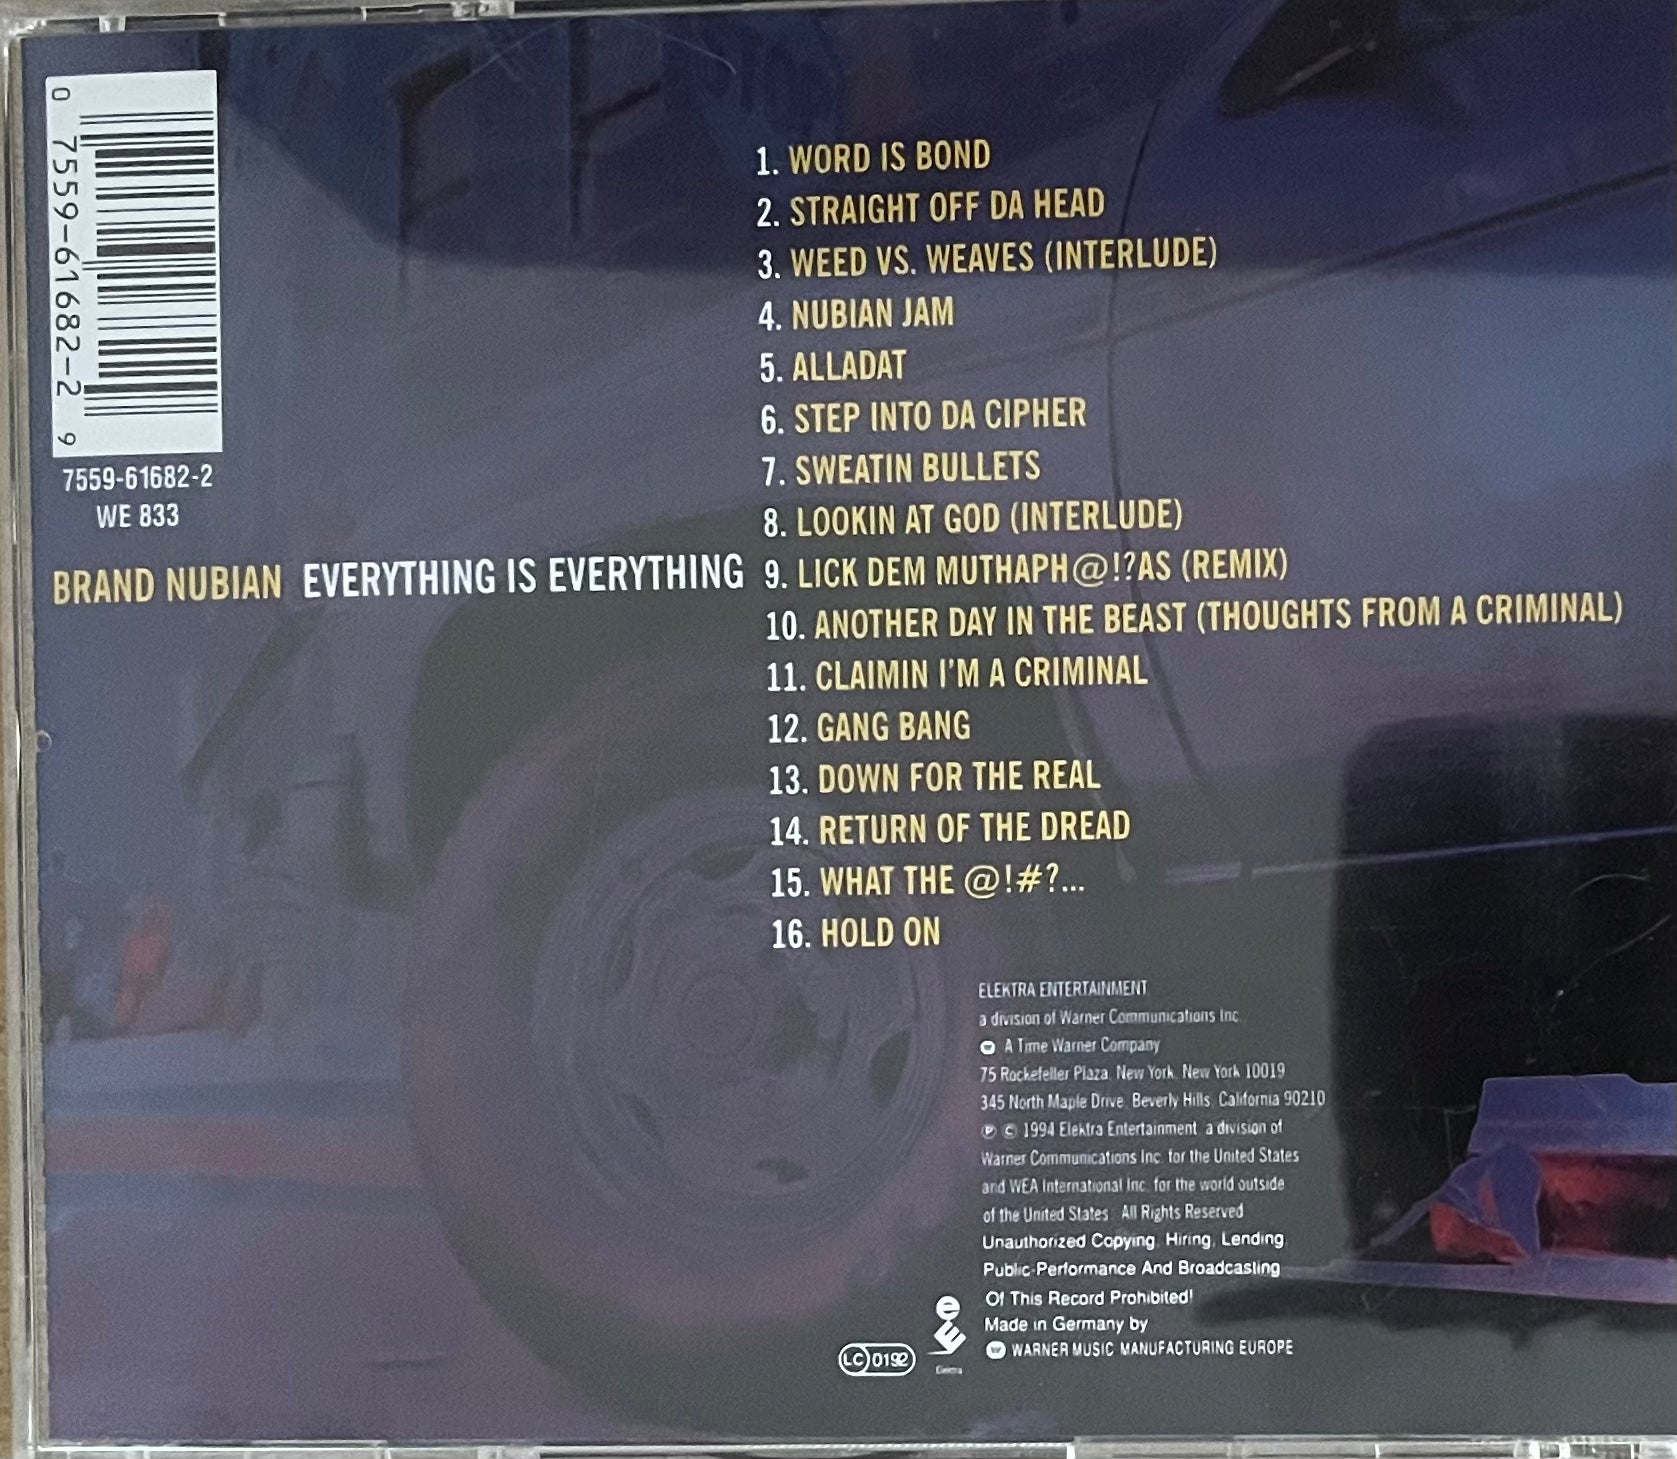 0 7559-61682-2 9
7559-61682-2
WE 833
BRAND NUBIAN EVERYTHING IS EVERYTHING
1. WORD IS BOND
2. STRAIGHT OFF DA HEAD
3. WEED VS. WEAVES (INTERLUDE)
4. NUBIAN JAM
5. ALLADAT
6. STEP INTO DA CIPHER
7. SWEATIN BULLETS
8. LOOKIN AT GOD (INTERLUDE)
9. LICK DEM MUTHAPH@!?AS (REMIX)
10. ANOTHER DAY IN THE BEAST (THOUGHTS FROM A CRIMINAL)
11. CLAIMIN I'M A CRIMINAL
12. GANG BANG
13. DOWN FOR THE REAL
14. RETURN OF THE DREAD
15. WHAT THE @!#?...
16. HOLD ON
ELEKTRA ENTERTAINMENT
a division of Warner Communications Inc.
A Time Warner Company
75 Rockefeller Plaza, New York, New York 10019
345 North Maple Drive, Beverly Hills, California 90210
℗ © 1994 Elektra Entertainment, a division of
Warner Communications Inc. for the United States
and WEA International Inc. for the world outside
of the United States. All Rights Reserved
Unauthorized Copying, Hiring, Lending,
Public-Performance And Broadcasting
Of This Record Prohibited!
Made in Germany by
WARNER MUSIC MANUFACTURING EUROPE
LC 0192
Elektra